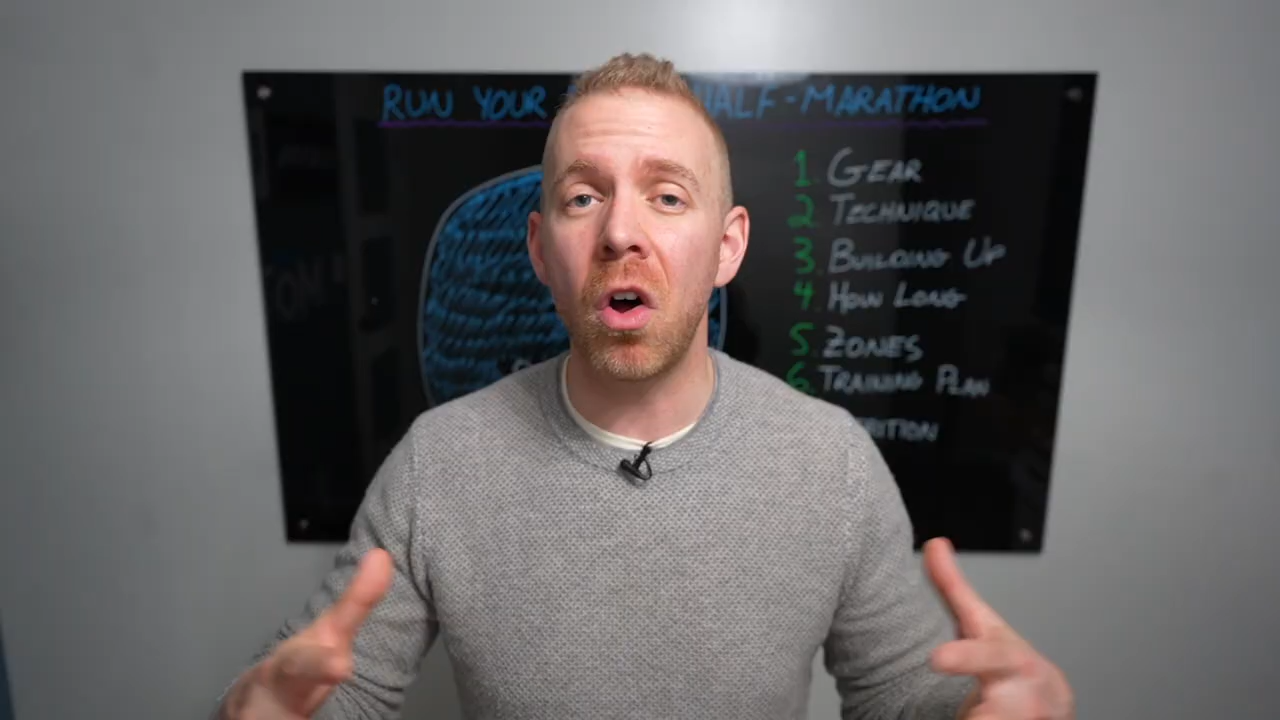 RUN YOUR HALF-MARATHON
1. GEAR
2. TECHNIQUE
3. BUILDING UP
4. HOW LONG
5. ZONES
6. TRAINING PLAN